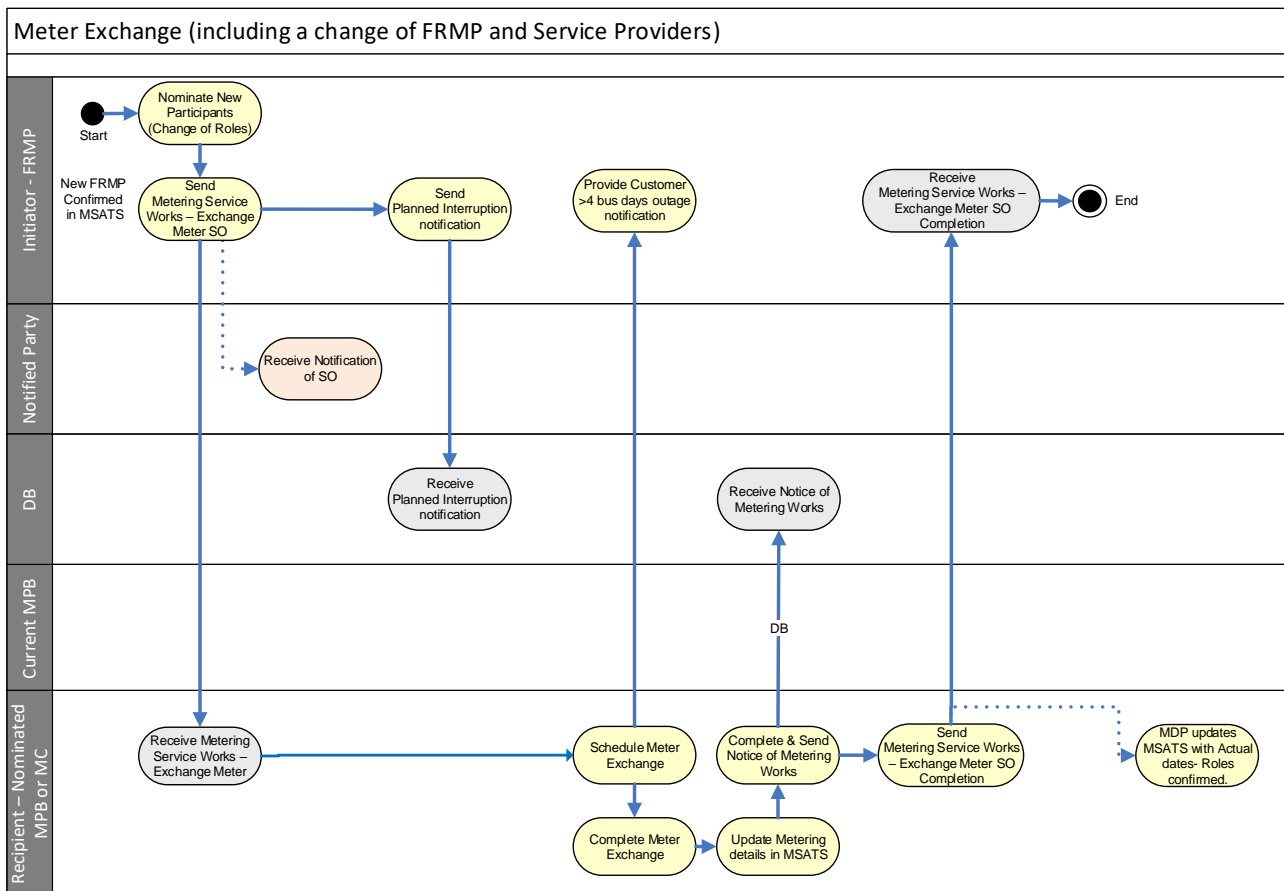 Meter Exchange (including a change of FRMP and Service Providers)
Initiator - FRMP
Start
Nominate New
Participants
(Change of Roles)
New FRMP
Confirmed
in MSATS
Send
Metering Service
Works – Exchange
Meter SO
Send
Planned Interruption
notification
Provide Customer
>4 bus days outage
notification
Receive
Metering Service Works –
Exchange Meter SO
Completion
End
Notified Party
Receive Notification
of SO
DB
Receive
Planned Interruption
notification
Receive Notice of
Metering Works
Current MPB
DB
Recipient – Nominated
MPB or MC
Receive Metering
Service Works –
Exchange Meter
Schedule Meter
Exchange
Complete & Send
Notice of Metering
Works
Send
Metering Service Works
– Exchange Meter SO
Completion
MDP updates
MSATS with Actual
dates- Roles
confirmed.
Complete Meter
Exchange
Update Metering
details in MSATS